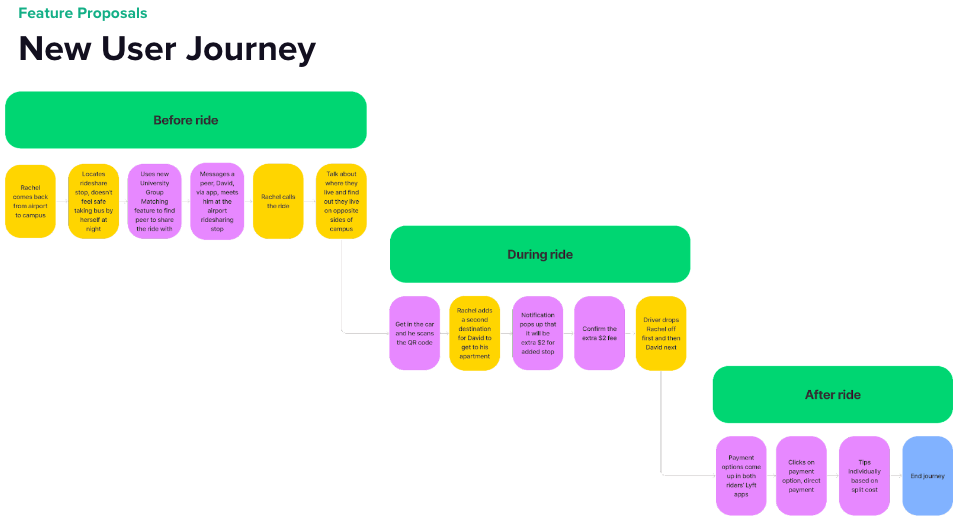 Feature Proposals
New User Journey
Before ride
Rachel
comes back
from airport
to campus
Locates
rideshare
stop, doesn't
feel safe
taking bus by
herself at
night
Uses new
University
Group
Matching
feature to find
peer to share
the ride with
Messages a
peer, David,
via app, meets
him at the
airport
ridesharing
stop
Rachel calls
the ride
Talk about
where they
live and find
out they live
on opposite
sides of
campus
During ride
Get in the car
and he scans
the QR code
Rachel adds
a second
destination
for David to
get to his
apartment
Notification
pops up that
it will be
extra $2 for
added stop
Confirm the
extra $2 fee
Driver drops
Rachel off
first and then
David next
After ride
Payment
options come
up in both
riders' Lyft
apps
Clicks on
payment
option, direct
payment
Tips
individually
based on
split cost
End journey